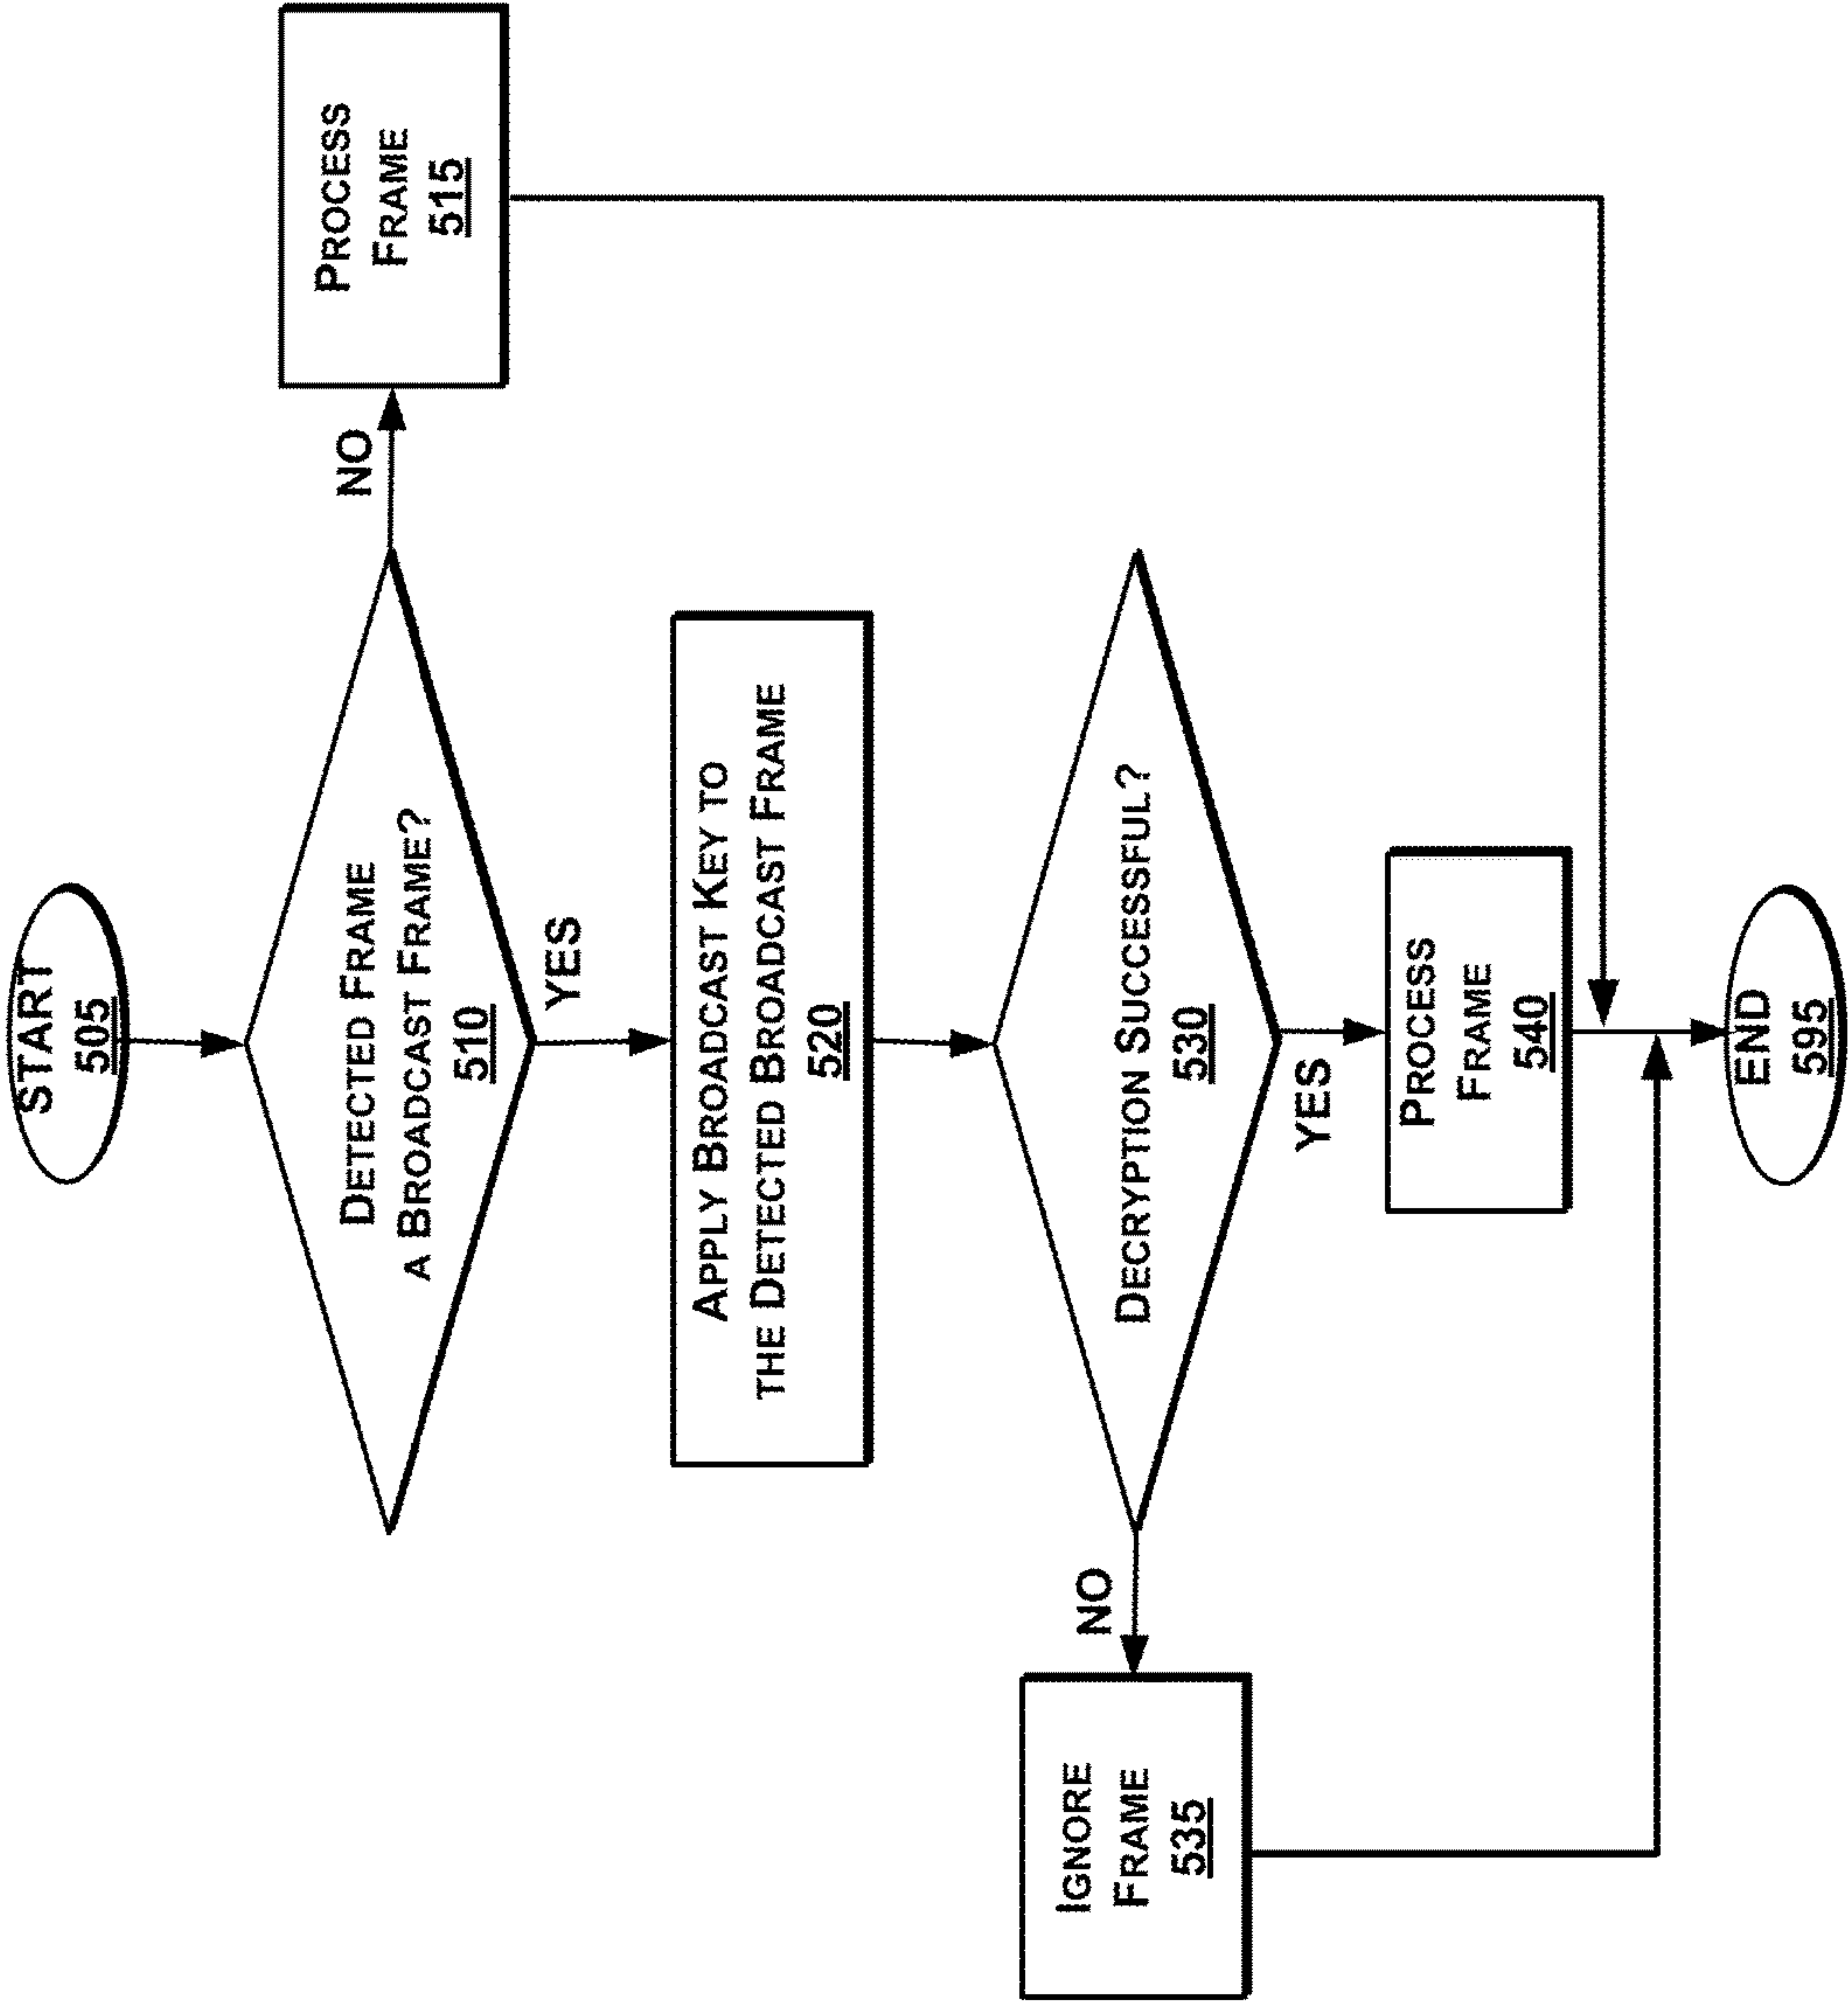 START
505
DETECTED FRAME
A BROADCAST FRAME?
510
NO
PROCESS
FRAME
515
YES
APPLY BROADCAST KEY TO
THE DETECTED BROADCAST FRAME
520
DECRYPTION SUCCESSFUL?
530
NO
IGNORE
FRAME
535
YES
PROCESS
FRAME
540
END
595